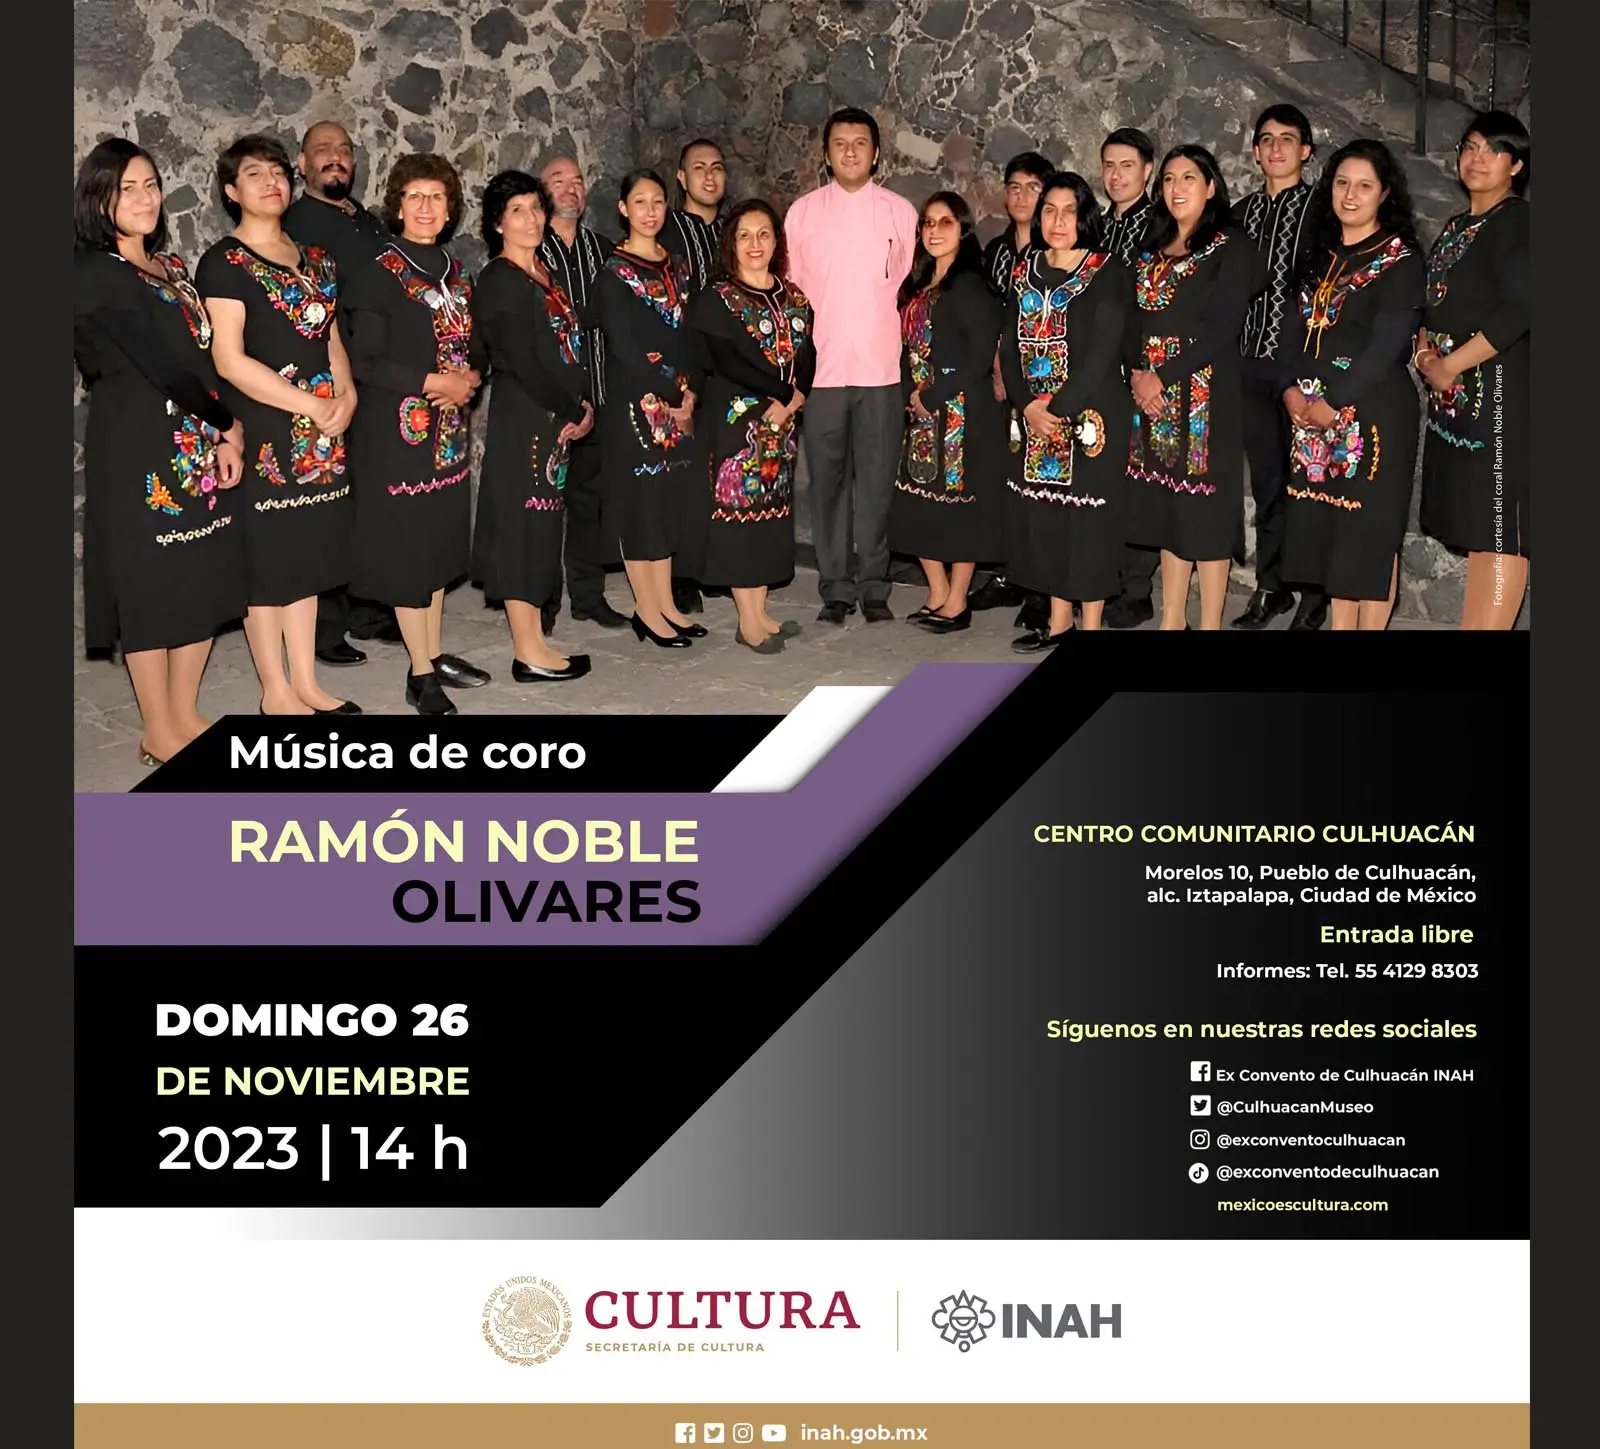 Fotografía: cortesía del coral Ramón Noble Olivares
Música de coro
RAMÓN NOBLE
OLIVARES
DOMINGO 26
DE NOVIEMBRE
2023 | 14 h
CENTRO COMUNITARIO CULHUACÁN
Morelos 10, Pueblo de Culhuacán,
alc. Iztapalapa, Ciudad de México
Entrada libre
Informes: Tel. 55 4129 8303
Síguenos en nuestras redes sociales
Ex Convento de Culhuacán INAH
@CulhuacanMuseo
@exconventoculhuacan
@exconventodeculhuacan
mexicoescultura.com
ESTADOS UNIDOS MEXICANOS
CULTURA
SECRETARÍA DE CULTURA
INAH
inah.gob.mx